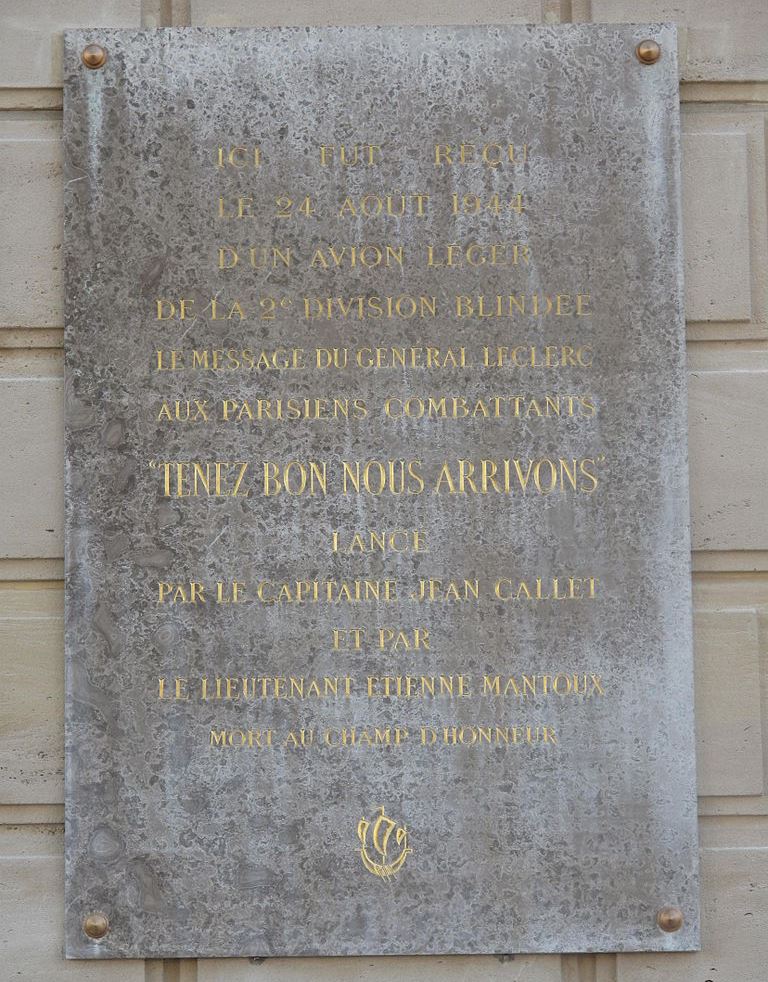 ICI FUT REÇU
LE 24 AOÛT 1944
D'UN AVION LÉGER
DE LA 2e DIVISION BLINDÉE
LE MESSAGE DU GÉNÉRAL LECLERC
AUX PARISIENS COMBATTANTS
"TENEZ BON NOUS ARRIVONS"
LANCÉ
PAR LE CAPITAINE JEAN CALLET
ET PAR
LE LIEUTENANT ETIENNE MANTOUX
MORT AU CHAMP D'HONNEUR